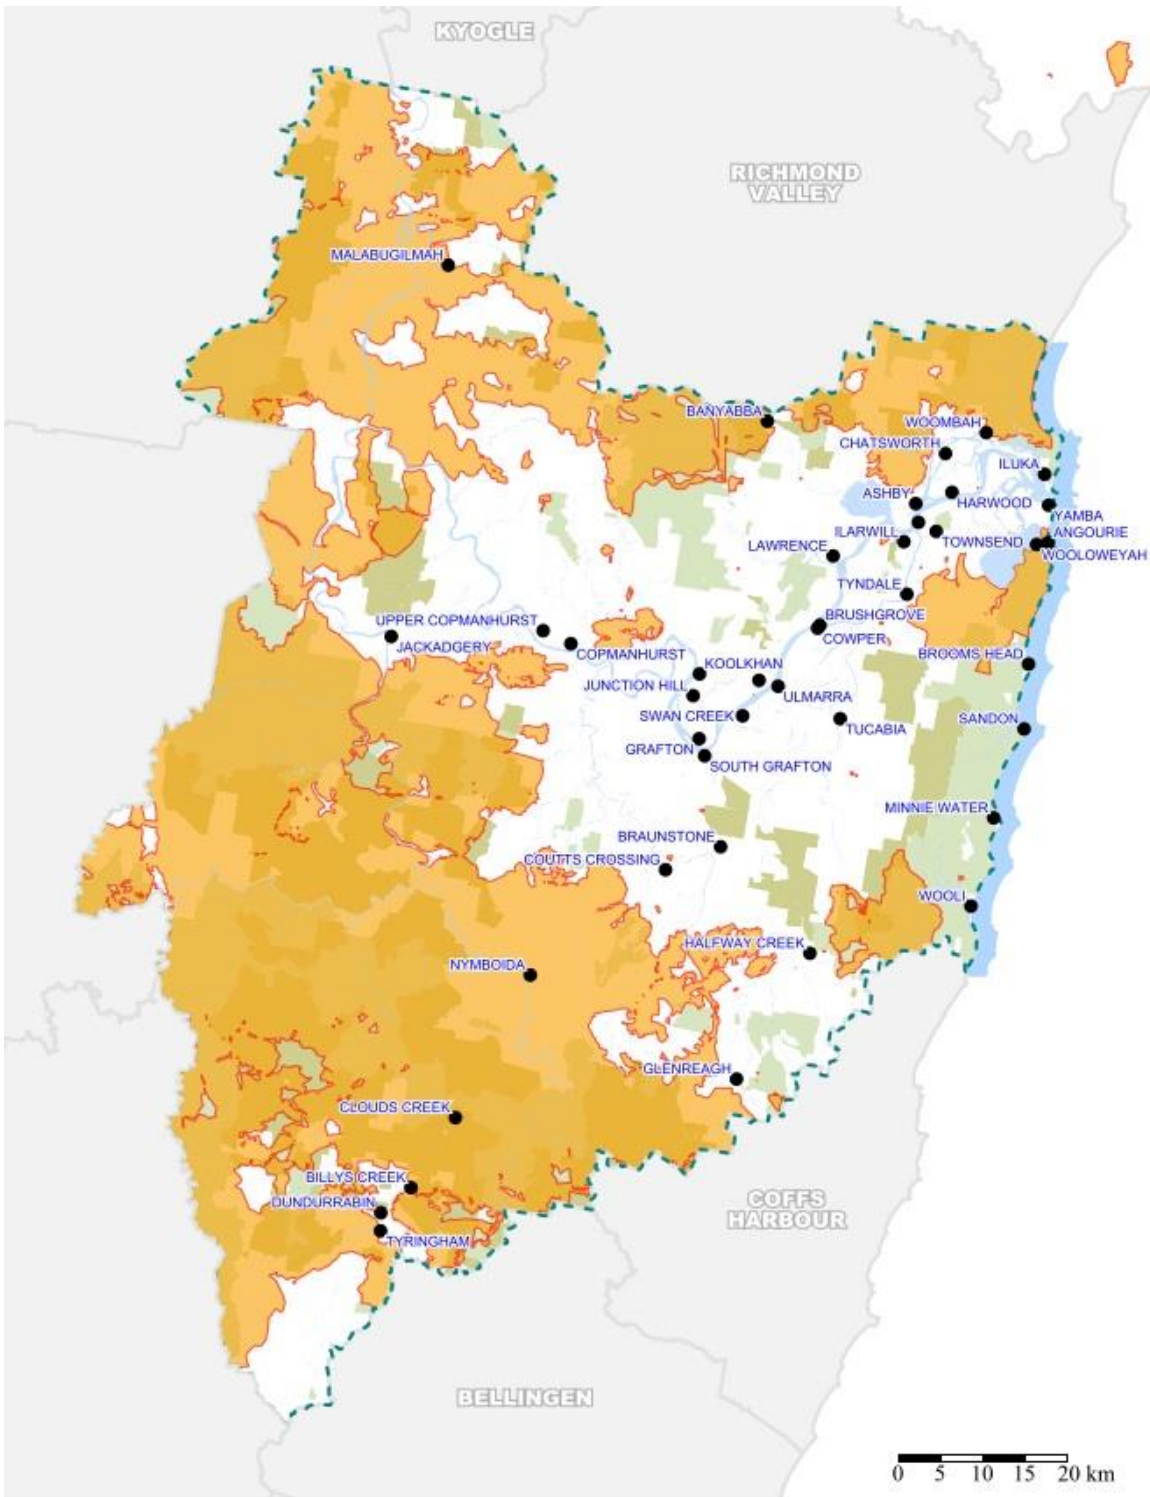 KYOGLE
RICHMOND
VALLEY
MALABUGILMAH
BANYABBA
WOOMBAH
CHATSWORTH
ILUKA
ASHBY
HARWOOD
YAMBA
ILARWILL
TOWNSEND
ANGOURIE
LAWRENCE
WOOLOWEYAH
TYNDALE
UPPER COPMANHURST
BRUSHGROVE
JACKADGERY
COWPER
COPMANHURST
BROOMS HEAD
KOOLKHAN
JUNCTION HILL
ULMARRA
SWAN CREEK
SANDON
TUCABIA
GRAFTON
SOUTH GRAFTON
MINNIE WATER
BRAUNSTONE
COUTTS CROSSING
WOOLI
HALFWAY CREEK
NYMBOIDA
GLENREAGH
CLOUDS CREEK
BILLYS CREEK
DUNDURRABIN
COFFS
HARBOUR
TYRINGHAM
BELLINGEN
0 5 10 15 20 km